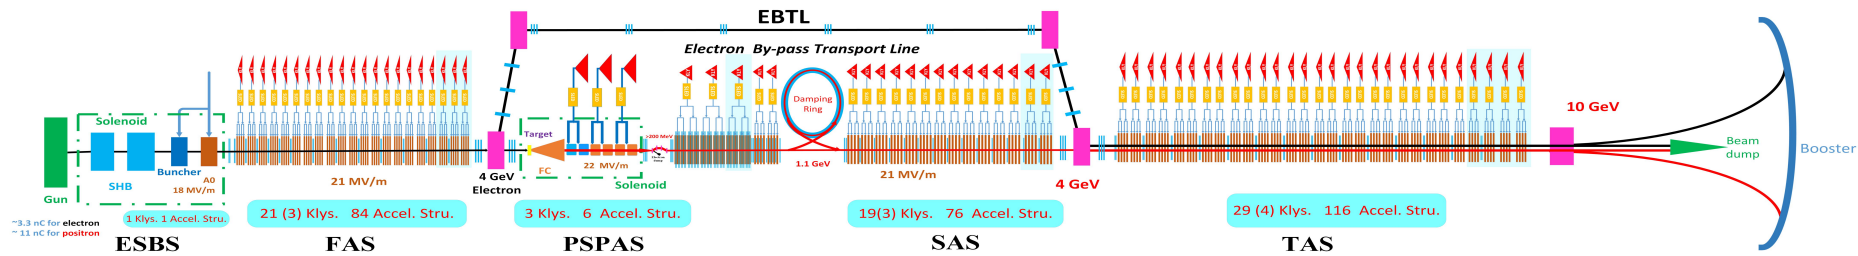 EBTL
Electron By-pass Transport Line
Solenoid
Gun
SHB
Buncher
A0
18 MV/m
~3.3 nC for electron
~ 11 nC for positron
1 Klys. 1 Accel. Stru.
ESBS
21 MV/m
21 (3) Klys. 84 Accel. Stru.
FAS
4 GeV
Electron
Target
FC
22 MV/m
Solenoid
>200 MeV
3 Klys. 6 Accel. Stru.
PSPAS
Damping
Ring
1.1 GeV
21 MV/m
19(3) Klys. 76 Accel. Stru.
SAS
4 GeV
29 (4) Klys. 116 Accel. Stru.
TAS
10 GeV
Beam
dump
Booster